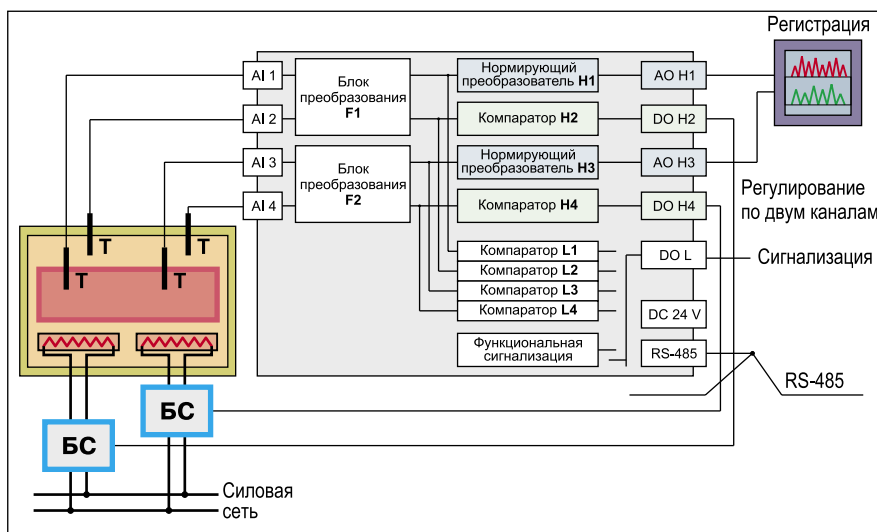 Регистрация
AI 1
Блок
преобразования
F1
Нормирующий
преобразователь H1
AO H1
AI 2
Компаратор H2
DO H2
AI 3
Блок
преобразования
F2
Нормирующий
преобразователь H3
AO H3
AI 4
Компаратор H4
DO H4
Регулирование
по двум каналам
T
T
T
T
Компаратор L1
Компаратор L2
Компаратор L3
Компаратор L4
DO L
Сигнализация
DC 24 V
Функциональная
сигнализация
RS-485
RS-485
БС
БС
Силовая
сеть